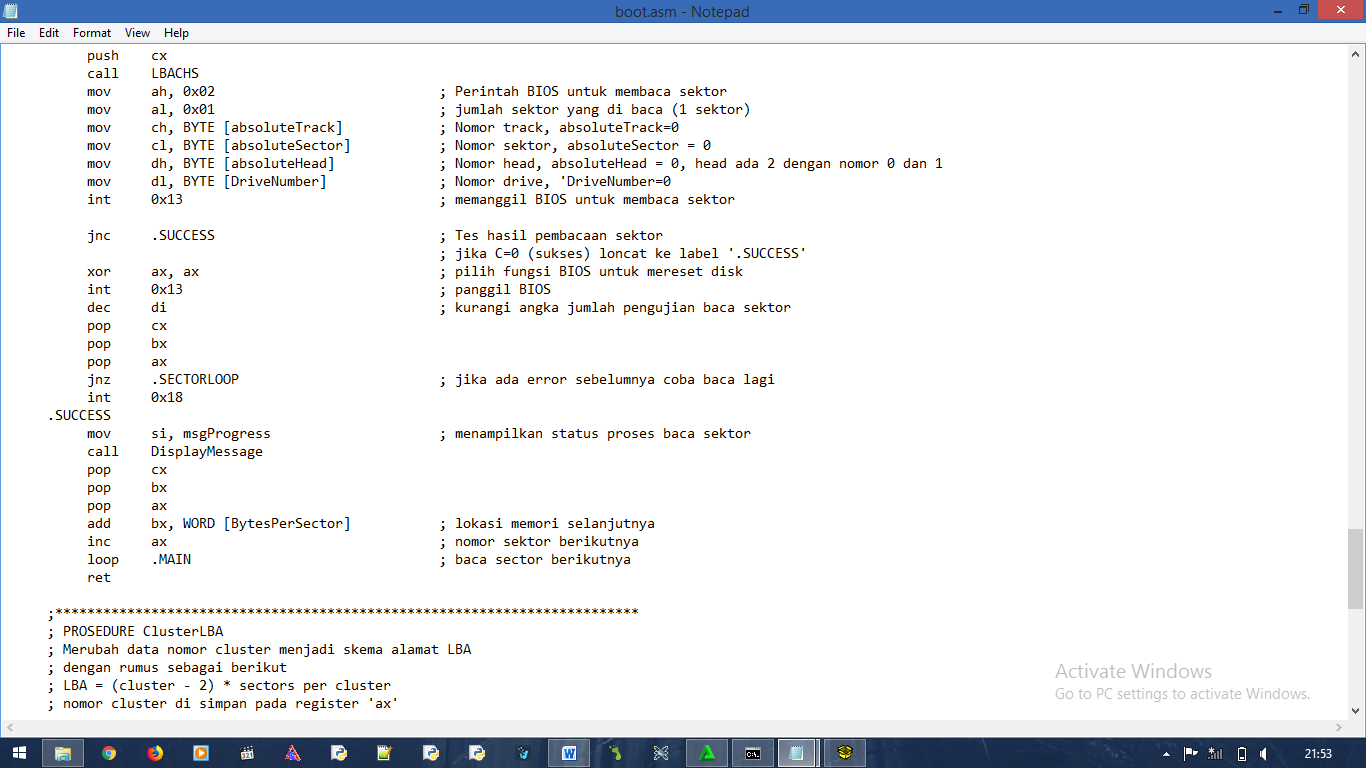 boot.asm - Notepad
File Edit Format View Help
push cx
call LBACHS
mov ah, 0x02 ; Perintah BIOS untuk membaca sektor
mov al, 0x01 ; jumlah sektor yang di baca (1 sektor)
mov ch, BYTE [absoluteTrack] ; Nomor track, absoluteTrack=0
mov cl, BYTE [absoluteSector] ; Nomor sektor, absoluteSector = 0
mov dh, BYTE [absoluteHead] ; Nomor head, absoluteHead = 0, head ada 2 dengan nomor 0 dan 1
mov dl, BYTE [DriveNumber] ; Nomor drive, 'DriveNumber=0
int 0x13 ; memanggil BIOS untuk membaca sektor
jnc .SUCCESS ; Tes hasil pembacaan sektor
; jika C=0 (sukses) loncat ke label '.SUCCESS'
xor ax, ax ; pilih fungsi BIOS untuk mereset disk
int 0x13 ; panggil BIOS
dec di ; kurangi angka jumlah pengujian baca sektor
pop cx
pop bx
pop ax
jnz .SECTORLOOP ; jika ada error sebelumnya coba baca lagi
int 0x18
.SUCCESS
mov si, msgProgress ; menampilkan status proses baca sektor
call DisplayMessage
pop cx
pop bx
pop ax
add bx, WORD [BytesPerSector] ; lokasi memori selanjutnya
inc ax ; nomor sektor berikutnya
loop .MAIN ; baca sector berikutnya
ret
;*************************************************************************
; PROSEDURE ClusterLBA
; Merubah data nomor cluster menjadi skema alamat LBA
; dengan rumus sebagai berikut
; LBA = (cluster - 2) * sectors per cluster
; nomor cluster di simpan pada register 'ax'
Activate Windows
Go to PC settings to activate Windows.
21:53